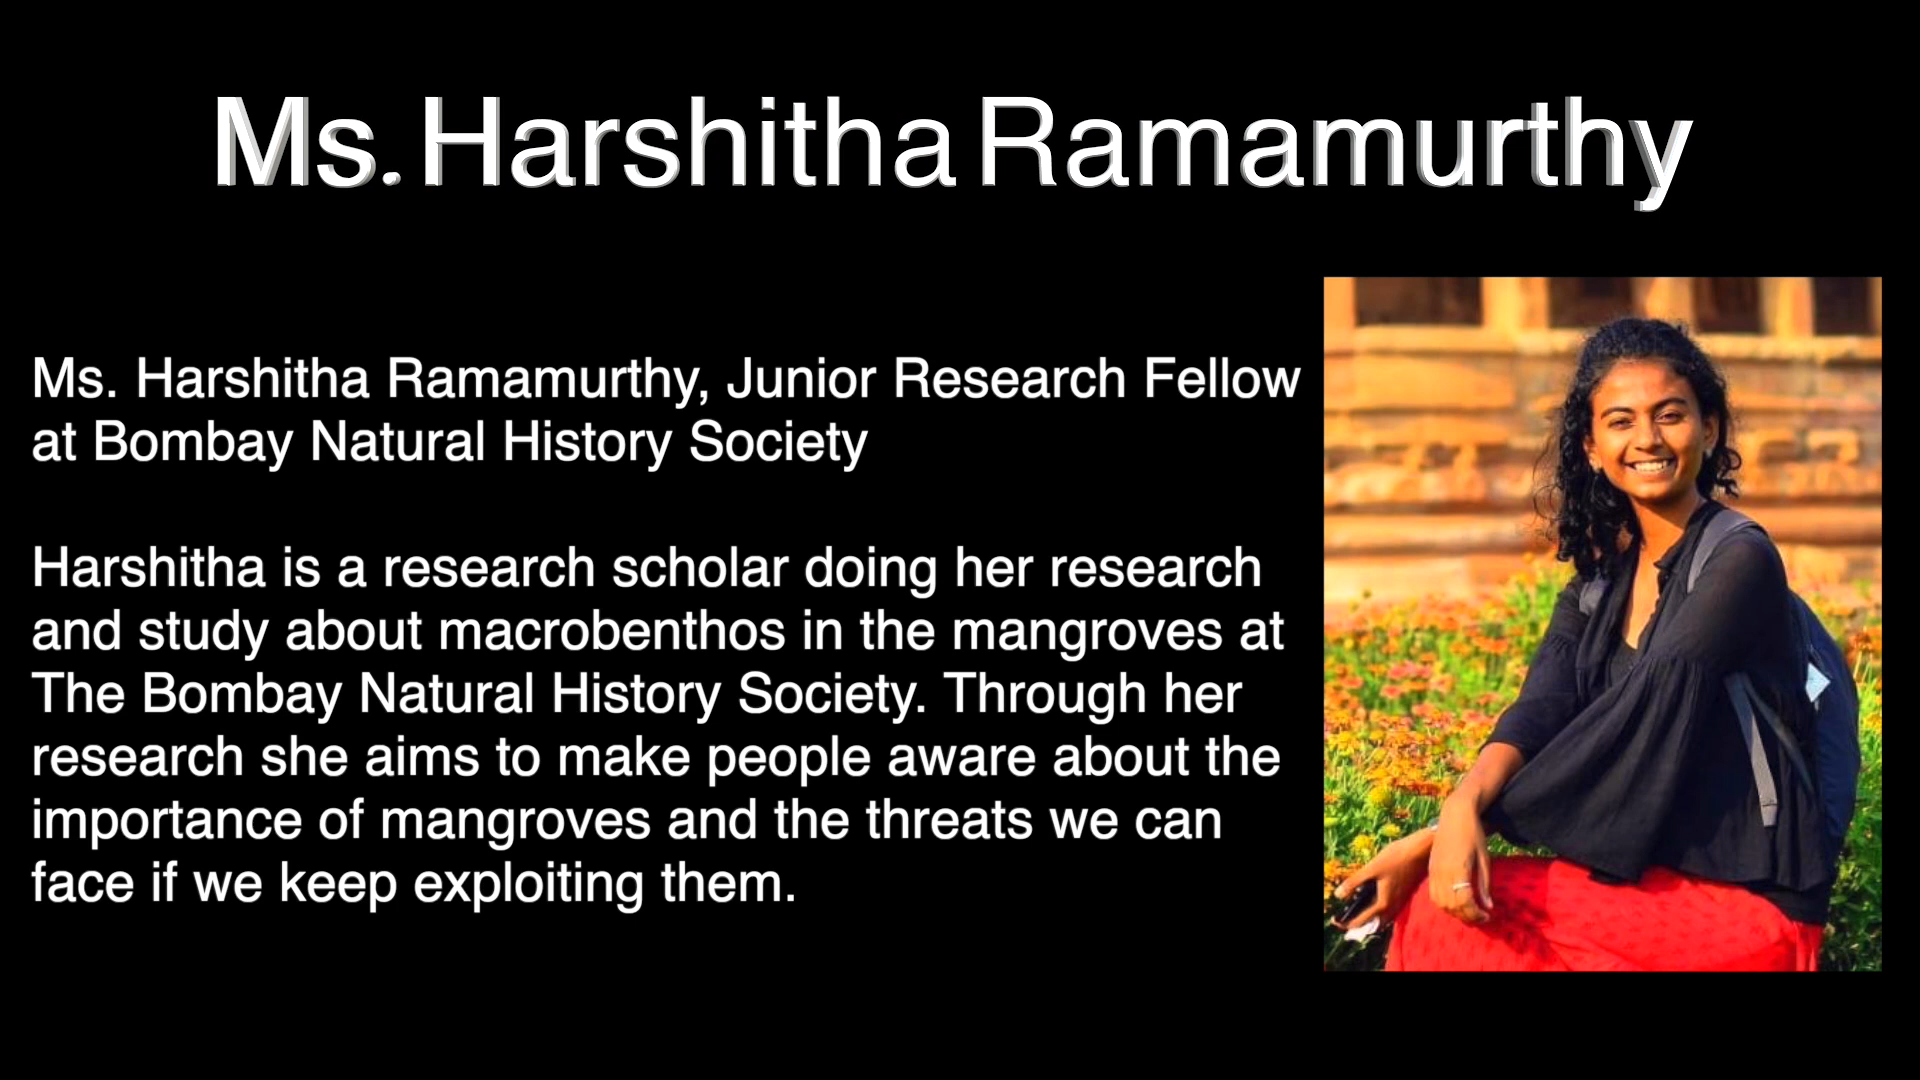 Ms. Harshitha Ramamurthy
Ms. Harshitha Ramamurthy, Junior Research Fellow
at Bombay Natural History Society
Harshitha is a research scholar doing her research
and study about macrobenthos in the mangroves at
The Bombay Natural History Society. Through her
research she aims to make people aware about the
importance of mangroves and the threats we can
face if we keep exploiting them.